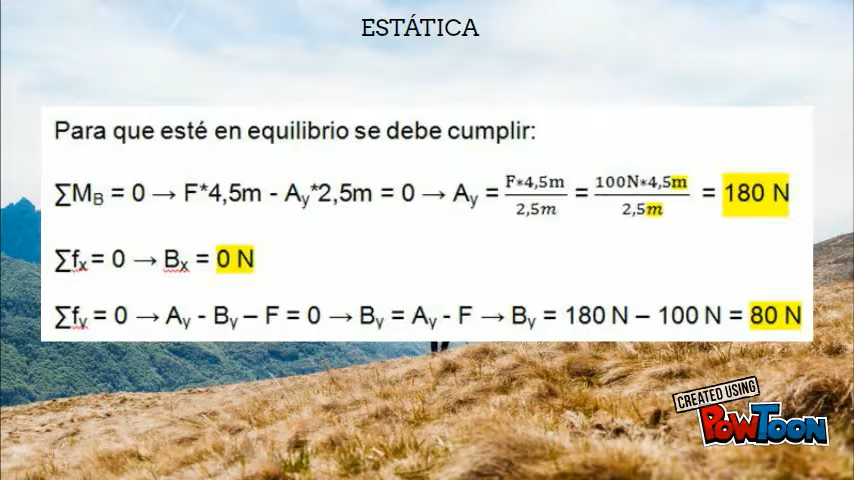 ESTÁTICA
Para que esté en equilibrio se debe cumplir:
∑M_B = 0 → F*4,5m - A_y*2,5m = 0 → A_y = F*4,5m / 2,5m = 100N*4,5m / 2,5m = 180 N
∑f_x = 0 → B_x = 0 N
∑f_y = 0 → A_y - B_y – F = 0 → B_y = A_y - F → B_y = 180 N – 100 N = 80 N
CREATED USING
POWTOON